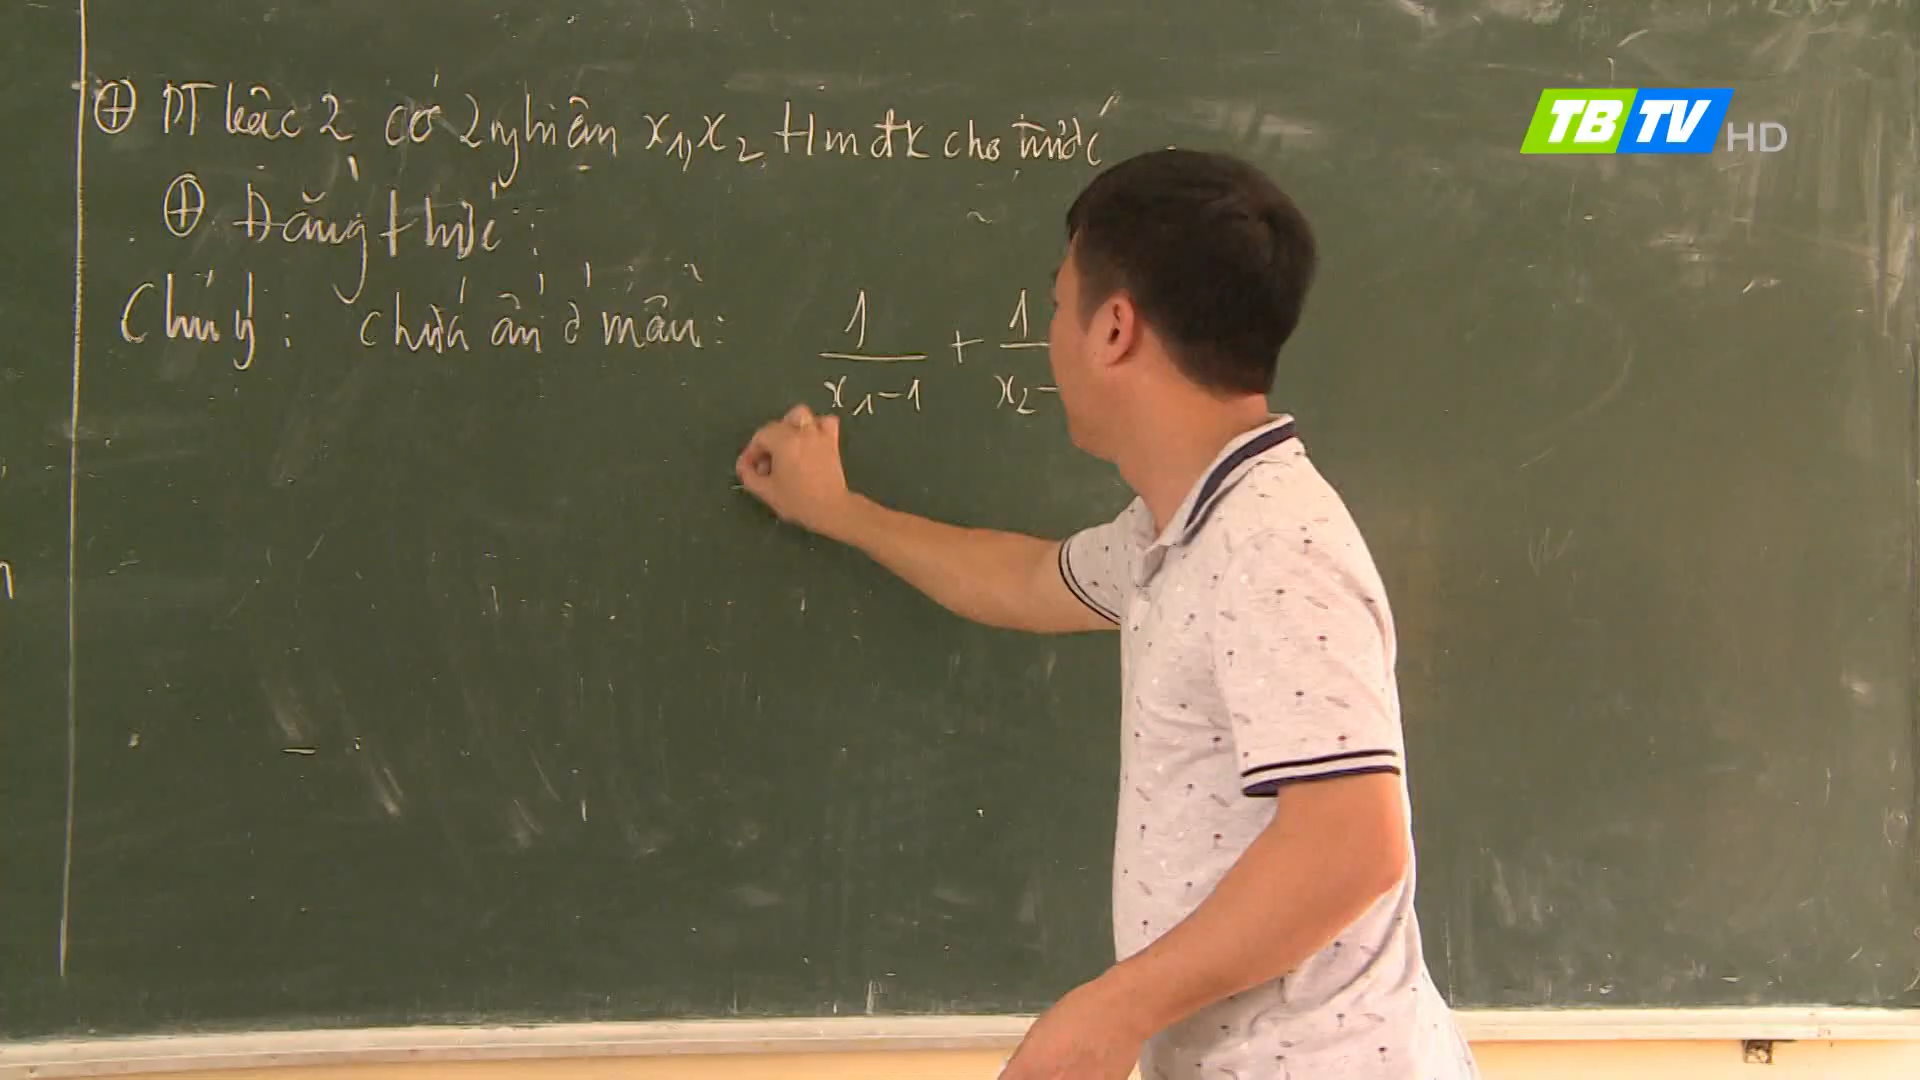 TBTV HD
⊕ PT bậc 2 có 2 nghiệm x₁, x₂ t/m đk cho trước
⊕ Đẳng thức:
Chú ý: chứa ẩn ở mẫu: 1/(x₁-1) + 1/(x₂-